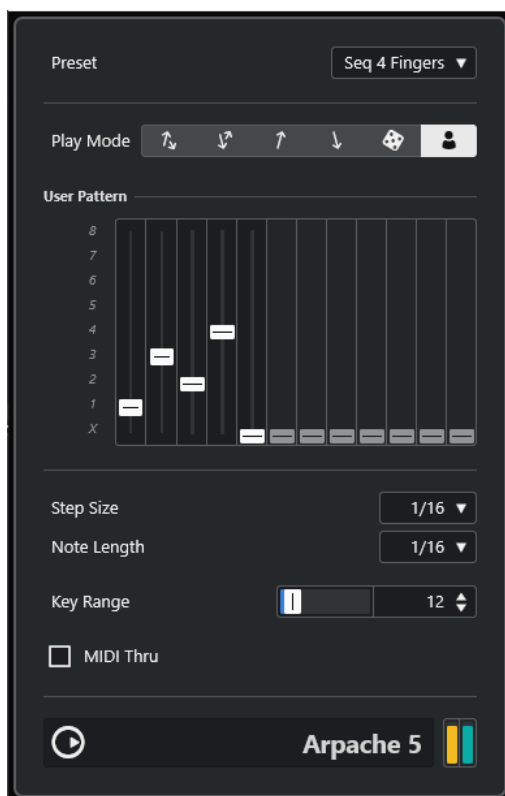 Preset
Seq 4 Fingers
Play Mode
User Pattern
8
7
6
5
4
3
2
1
X
Step Size
1/16
Note Length
1/16
Key Range
12
MIDI Thru
Arpache 5